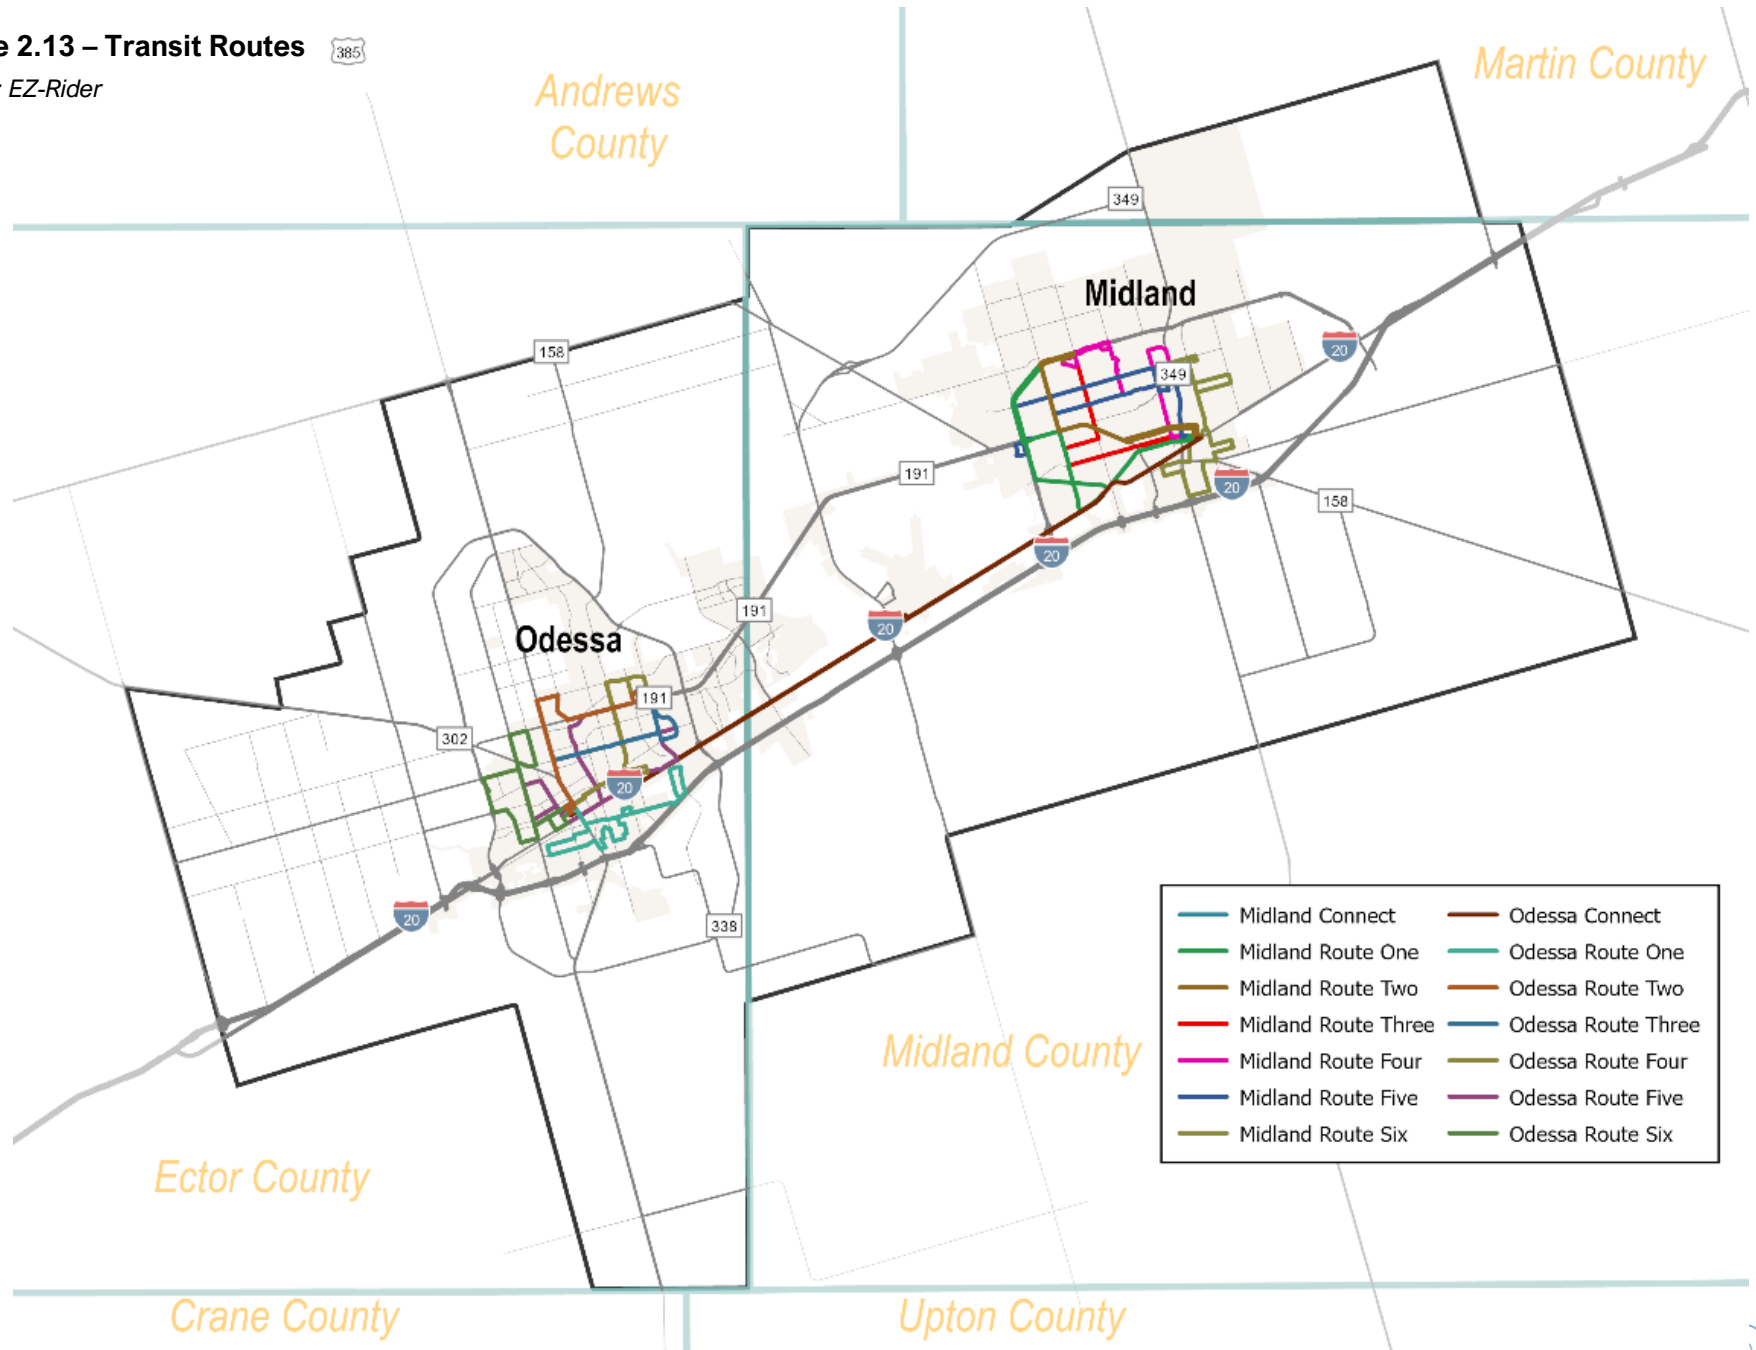 e 2.13 – Transit Routes
385
: EZ-Rider
Andrews
County
Martin County
349
Midland
158
20
349
191
20
158
20
191
20
Odessa
191
302
20
20
338
Midland Connect
Odessa Connect
Midland Route One
Odessa Route One
Midland Route Two
Odessa Route Two
Midland Route Three
Odessa Route Three
Midland Route Four
Odessa Route Four
Midland Route Five
Odessa Route Five
Midland Route Six
Odessa Route Six
Midland County
Ector County
Crane County
Upton County